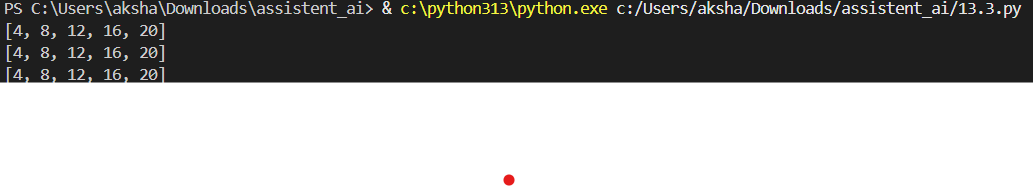 PS C:\Users\aksha\Downloads\assistent_ai> & c:\python313\python.exe c:/Users/aksha/Downloads/assistent_ai/13.3.py
[4, 8, 12, 16, 20]
[4, 8, 12, 16, 20]
[4, 8, 12, 16, 20]